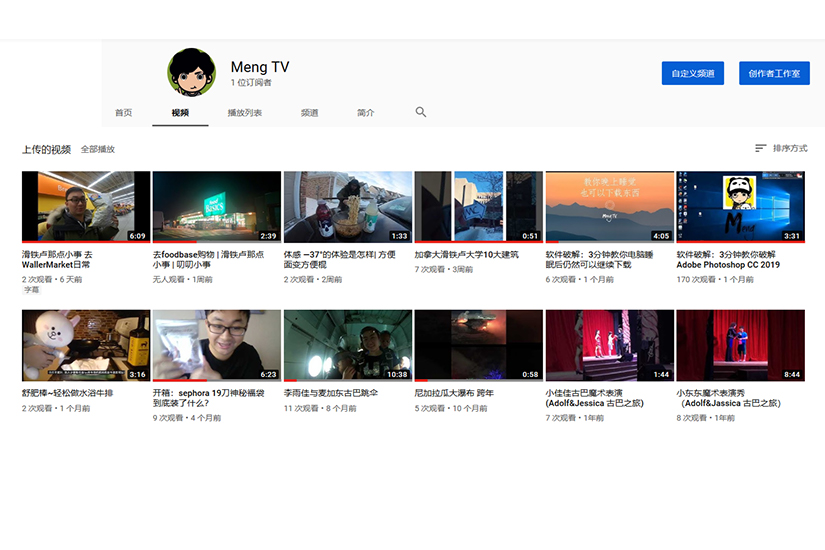 Meng TV
1 位订阅者
自定义频道
创作者工作室
首页
视频
播放列表
频道
简介
上传的视频
全部播放
排序方式
6:09
2:39
1:33
0:51
教你晚上睡觉
也可以下载东西
Meng TV
4:05
3:31
滑铁卢那点小事 去
WallerMarket日常
2 次观看 • 6 天前
字幕
去foodbase购物 | 滑铁卢那点
小事 | 叨叨小事
无人观看 • 1周前
体感 —37°的体验是怎样| 方便
面变方便棍
2 次观看 • 2周前
加拿大滑铁卢大学10大建筑
7 次观看 • 3周前
软件破解：3分钟教你电脑睡
眠后仍然可以继续下载
6 次观看 • 1 个月前
软件破解：3分钟教你破解
Adobe Photoshop CC 2019
170 次观看 • 1 个月前
3:16
6:23
10:38
0:58
1:44
8:44
舒肥棒~轻松做水浴牛排
2 次观看 • 1 个月前
开箱：sephora 19刀神秘福袋
到底装了什么？
9 次观看 • 4 个月前
李雨佳与麦加东古巴跳伞
11 次观看 • 8 个月前
尼加拉瓜大瀑布 跨年
5 次观看 • 10 个月前
小佳佳古巴魔术表演
(Adolf&Jessica 古巴之旅)
7 次观看 • 1年前
小东东魔术表演秀
（Adolf&Jassica 古巴之旅）
8 次观看 • 1年前